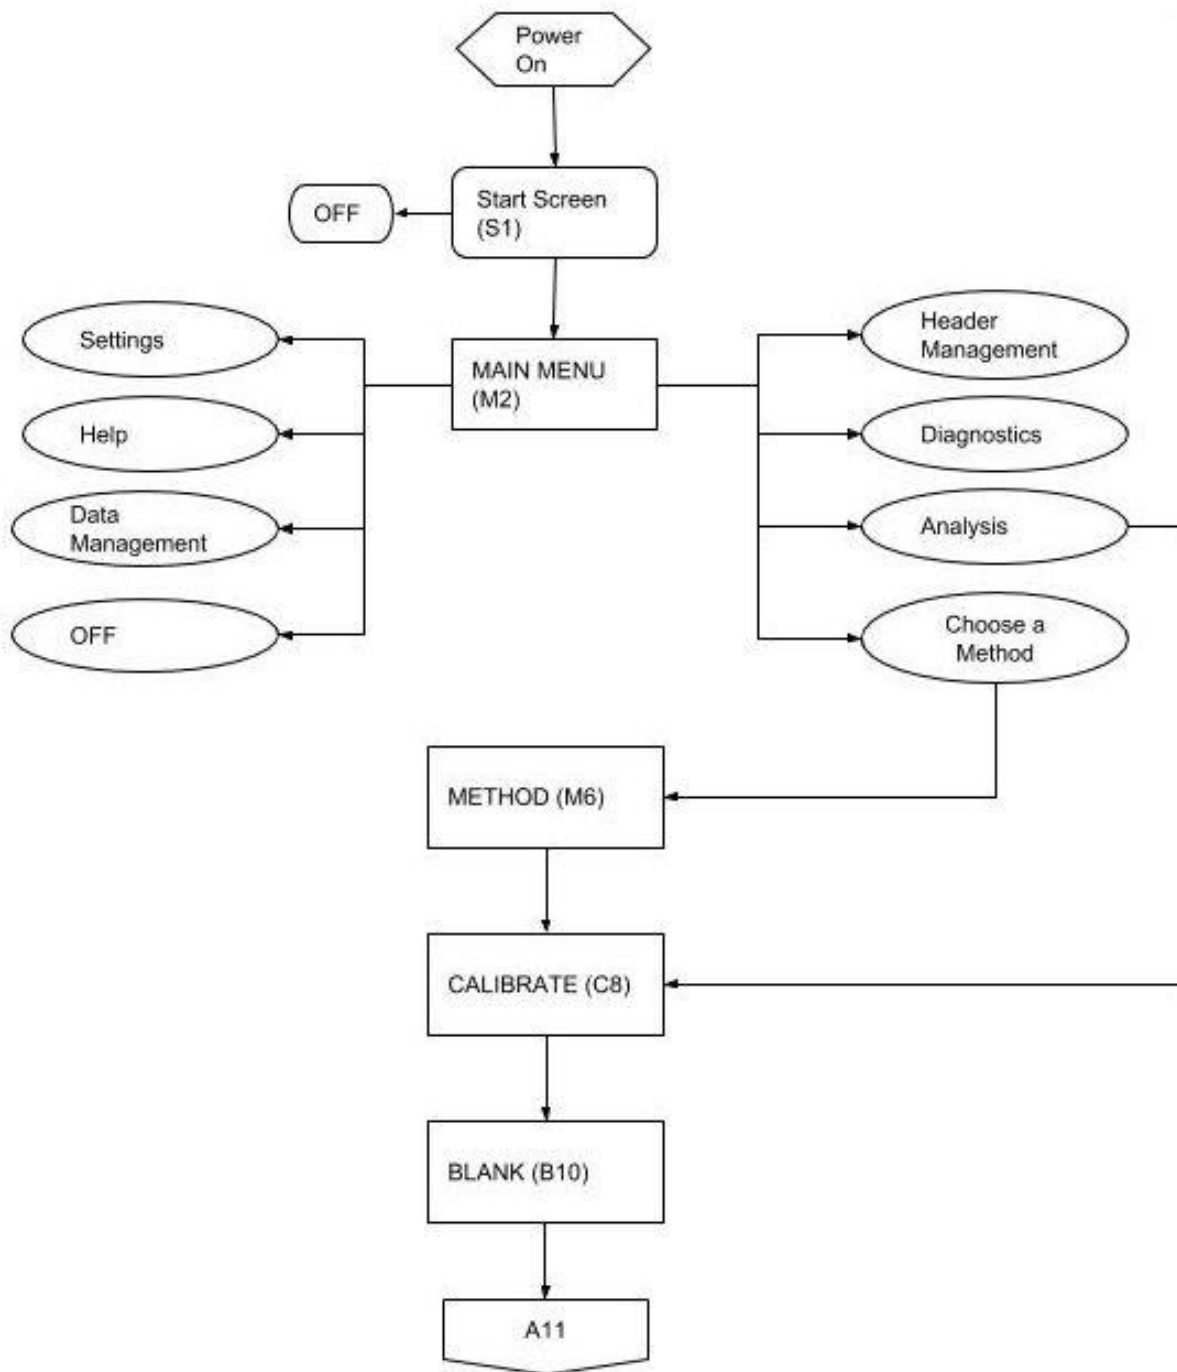 Power
On
Start Screen
(S1)
OFF
MAIN MENU
(M2)
Settings
Help
Data
Management
OFF
Header
Management
Diagnostics
Analysis
Choose a
Method
METHOD (M6)
CALIBRATE (C8)
BLANK (B10)
A11